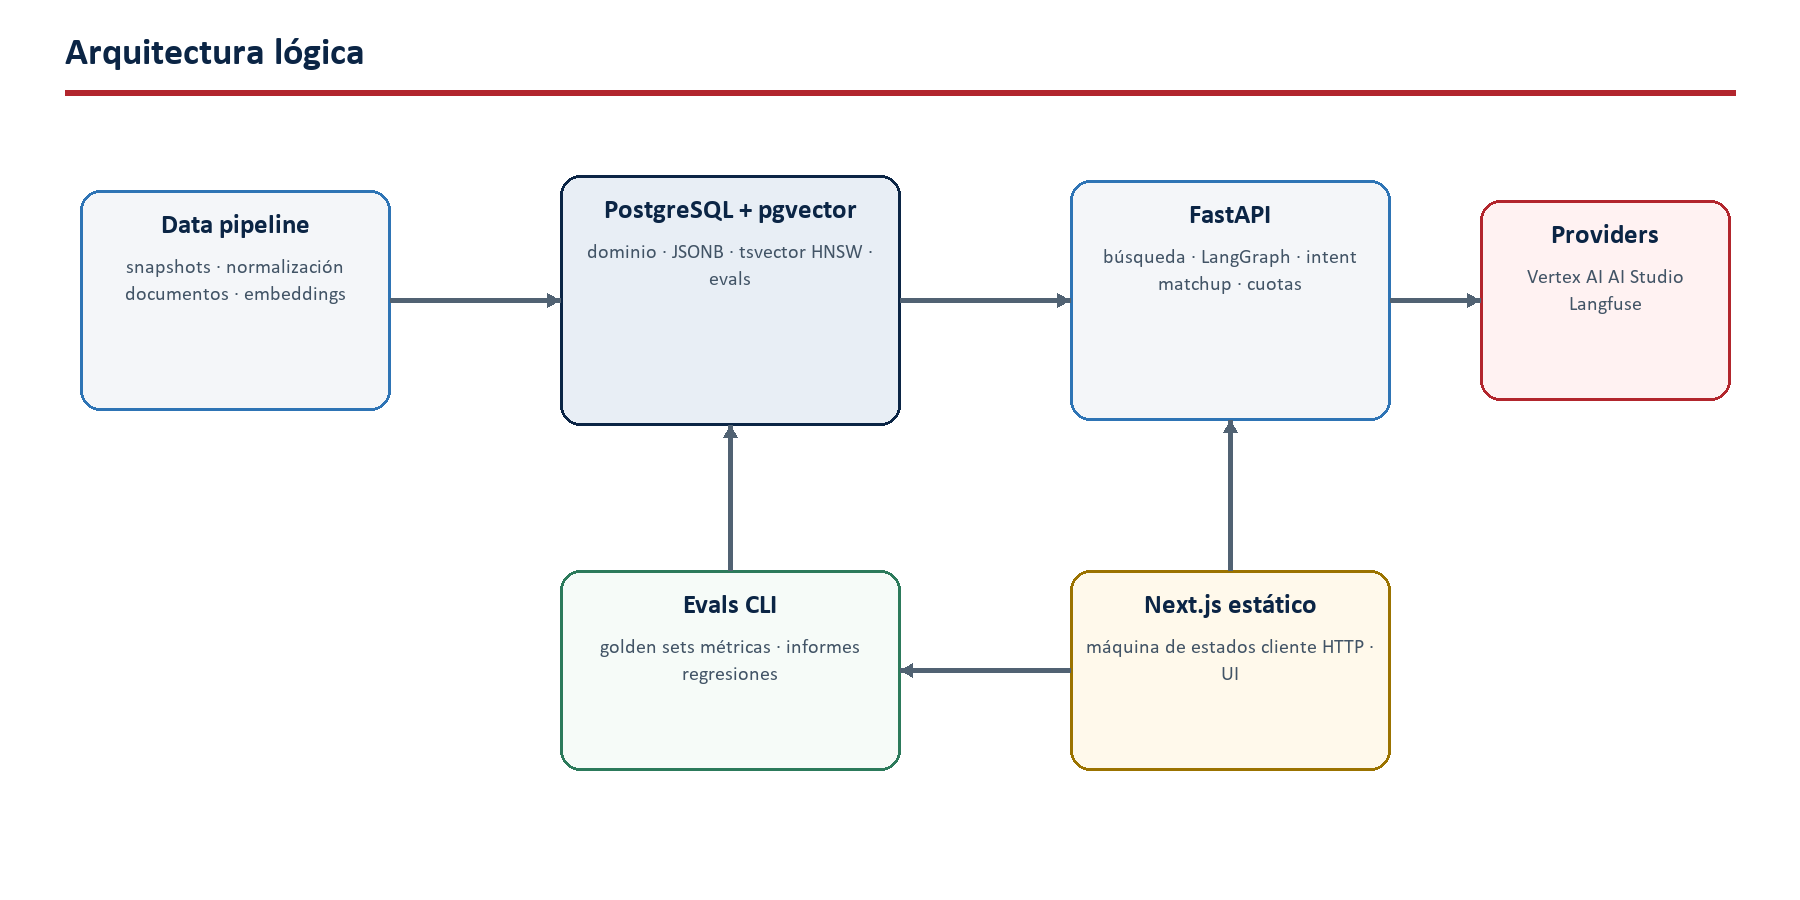 Arquitectura lógica
Data pipeline
snapshots · normalización
documentos · embeddings
PostgreSQL + pgvector
dominio · JSONB · tsvector HNSW ·
evals
FastAPI
búsqueda · LangGraph · intent
matchup · cuotas
Providers
Vertex AI AI Studio
Langfuse
Evals CLI
golden sets métricas · informes
regresiones
Next.js estático
máquina de estados cliente HTTP ·
UI